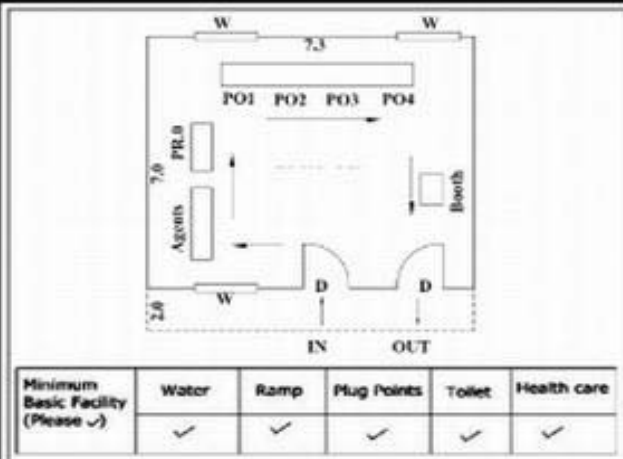 W W
7.3
PO1 PO2 PO3 PO4
PR.0
7.0
Agents
Booth
W D D
2.0
IN OUT
Minimum Basic Facility (Please ✓) Water Ramp Plug Points Toilet Health care
✓ ✓ ✓ ✓ ✓